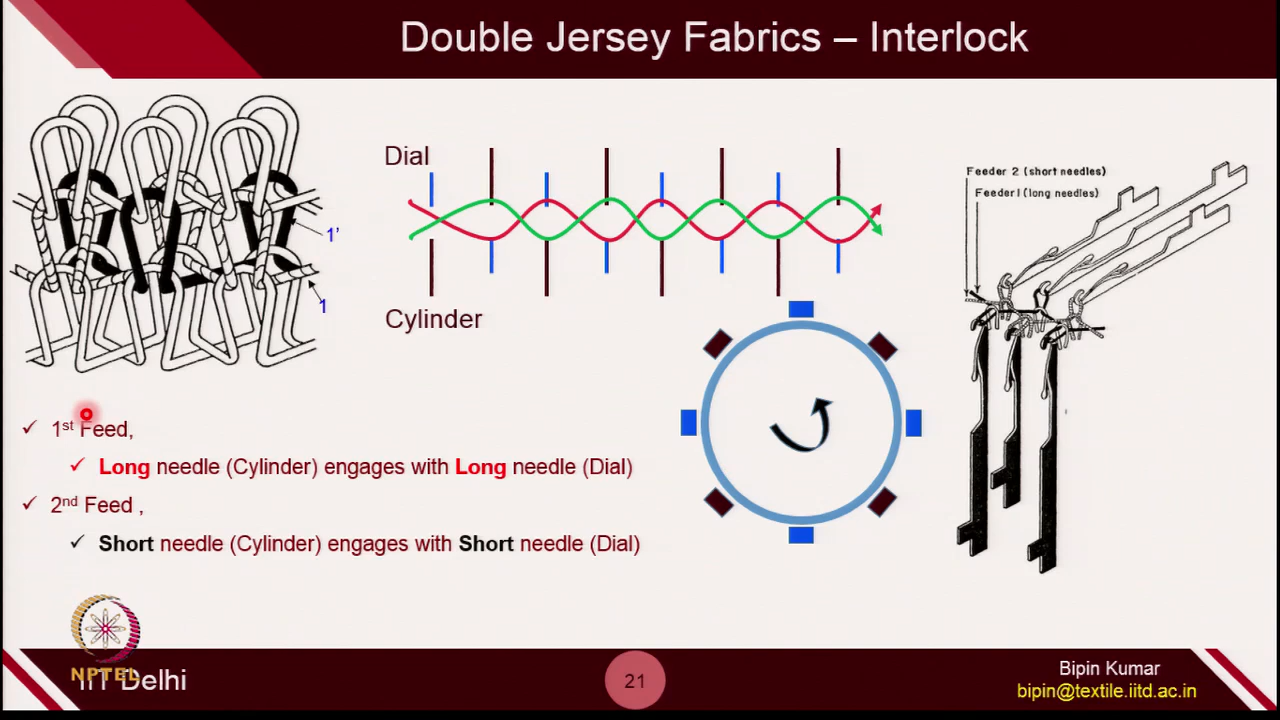 Double Jersey Fabrics – Interlock
Dial
Cylinder
1’
1
Feeder 2 (short needles)
Feeder1 (long needles)
✓ 1st Feed,
✓ Long needle (Cylinder) engages with Long needle (Dial)
✓ 2nd Feed ,
✓ Short needle (Cylinder) engages with Short needle (Dial)
NPTEL
IIT Delhi
21
Bipin Kumar
bipin@textile.iitd.ac.in